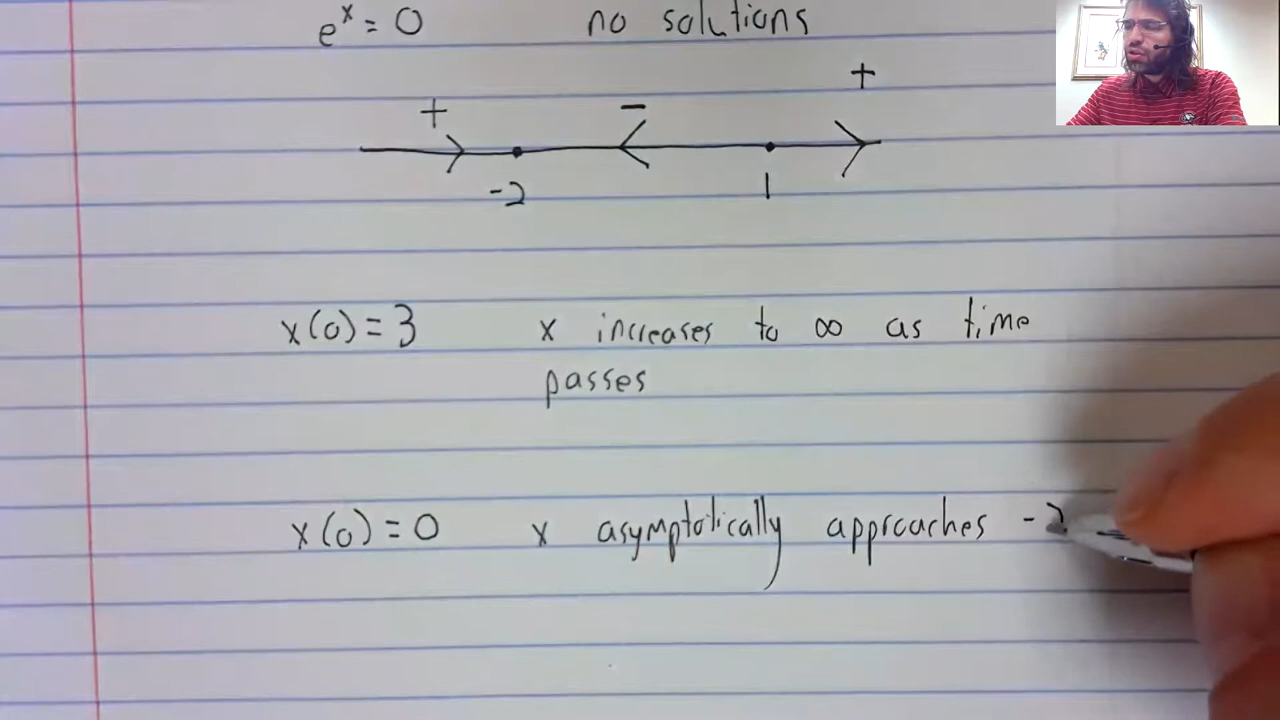 e^x = 0 no solutions
+ - +
-2 1
x(0) = 3 x increases to ∞ as time
passes
x(0) = 0 x asymptotically approaches -2